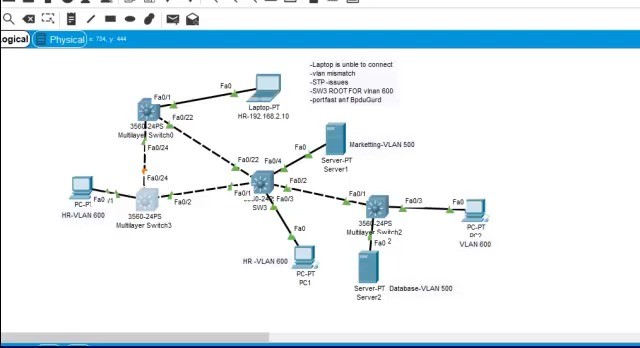 Logical
Physical
x: 734, y: 444
-Laptop is unble to connect
-vlan mismatch
-STP -issues
-SW3 ROOT FOR vlnan 600
-portfast anf BpduGurd
Fa0
Fa0/1
Laptop-PT
HR-192.168.2.10
3560-24PS
Multilayer Switch0
Fa0/22
Fa0/24
Fa0
Marketting-VLAN 500
Server-PT
Server1
Fa0/22
Fa0/4
Fa0/24
Fa0/1
Fa0/2
Fa0/3
SW3
PC-PT
Fa0
/1
HR-VLAN 600
Fa0/2
3560-24PS
Multilayer Switch3
Fa0/1
Fa0/3
Fa0
3560-24PS
Multilayer Switch2
Fa0
2
PC-PT
PC2
VLAN 600
Fa0
HR -VLAN 600
PC-PT
PC1
Server-PT
Server2
Database-VLAN 500